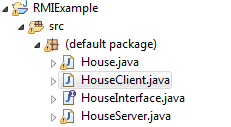 RMIExample
src
(default package)
House.java
HouseClient.java
HouseInterface.java
HouseServer.java